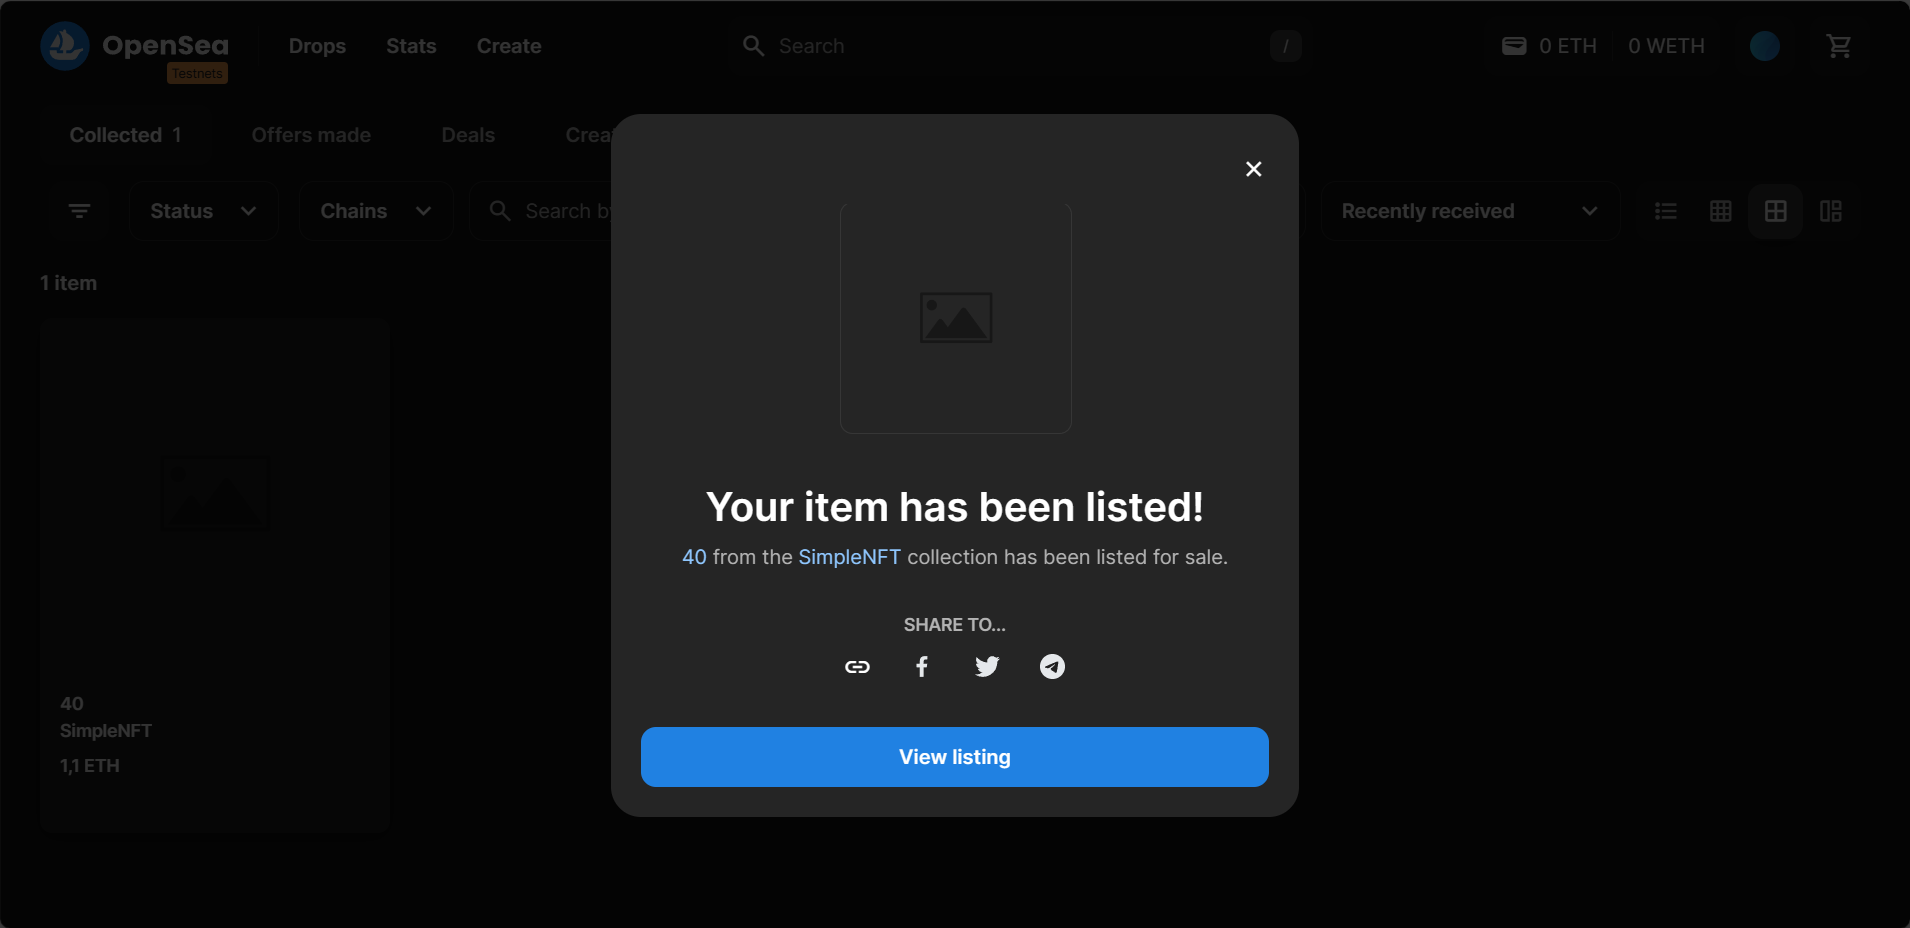 OpenSea
Testnets
Drops
Stats
Create
Search
/
0 ETH
0 WETH
Collected 1
Offers made
Deals
Crea
Status
Chains
Search b
Recently received
1 item
40
SimpleNFT
1,1 ETH
Your item has been listed!
40 from the SimpleNFT collection has been listed for sale.
SHARE TO...
View listing